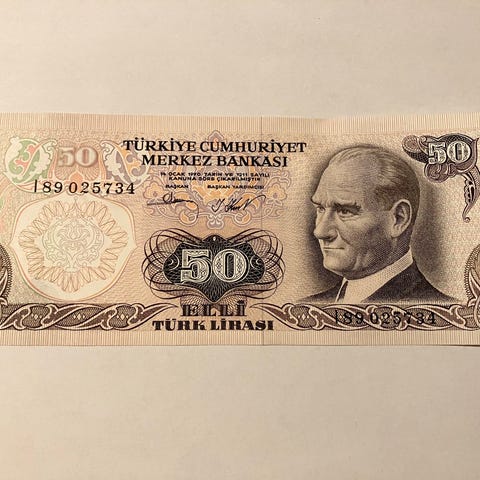 TÜRKİYE CUMHURİYET
MERKEZ BANKASI
14 OCAK 1970 TARİH VE 1211 SAYILI
KANUNA GÖRE ÇIKARILMIŞTIR
BAŞKAN BAŞKAN YARDIMCISI
50
50
I89 025734
50
ELLİ
TÜRK LİRASI
I89 025734